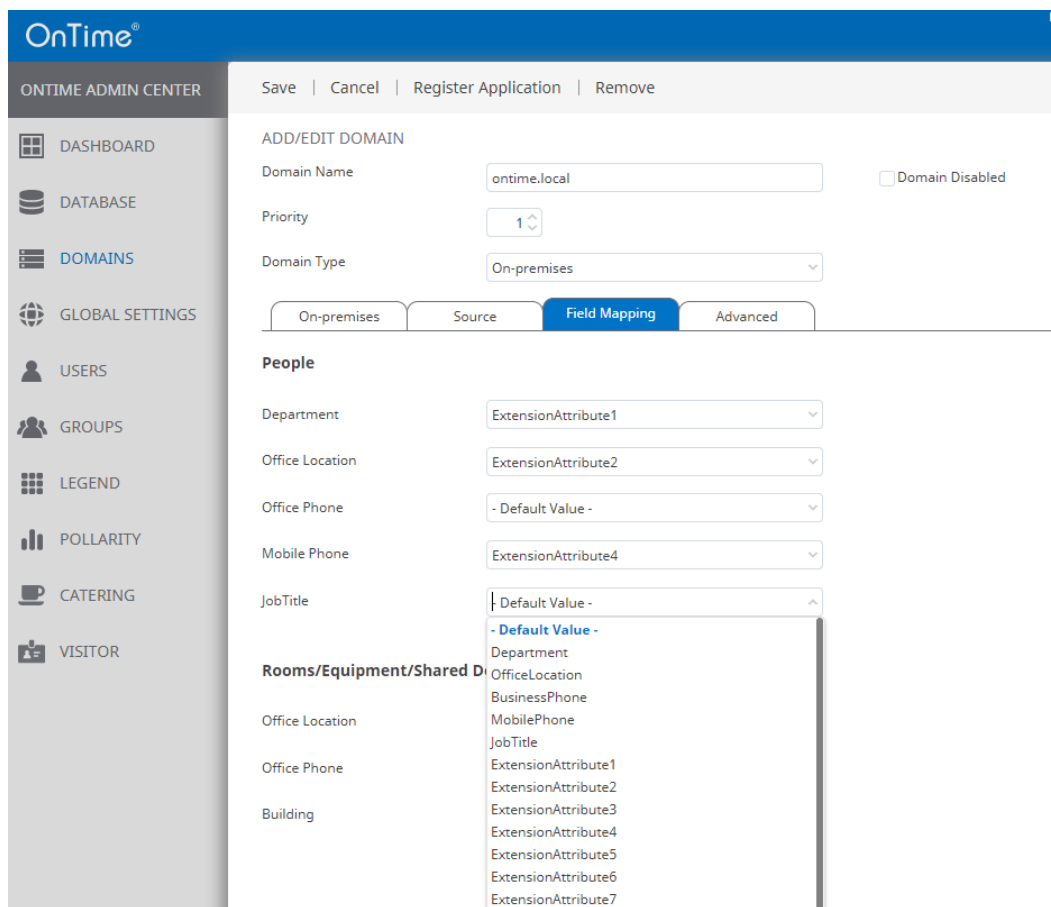 OnTime®
ONTIME ADMIN CENTER
DASHBOARD
DATABASE
DOMAINS
GLOBAL SETTINGS
USERS
GROUPS
LEGEND
POLLARITY
CATERING
VISITOR
Save | Cancel | Register Application | Remove
ADD/EDIT DOMAIN
Domain Name ontime.local Domain Disabled
Priority 1
Domain Type On-premises
On-premises Source Field Mapping Advanced
People
Department ExtensionAttribute1
Office Location ExtensionAttribute2
Office Phone - Default Value -
Mobile Phone ExtensionAttribute4
JobTitle - Default Value -
- Default Value -
Department
OfficeLocation
BusinessPhone
MobilePhone
JobTitle
ExtensionAttribute1
ExtensionAttribute2
ExtensionAttribute3
ExtensionAttribute4
ExtensionAttribute5
ExtensionAttribute6
ExtensionAttribute7
Rooms/Equipment/Shared
Office Location
Office Phone
Building